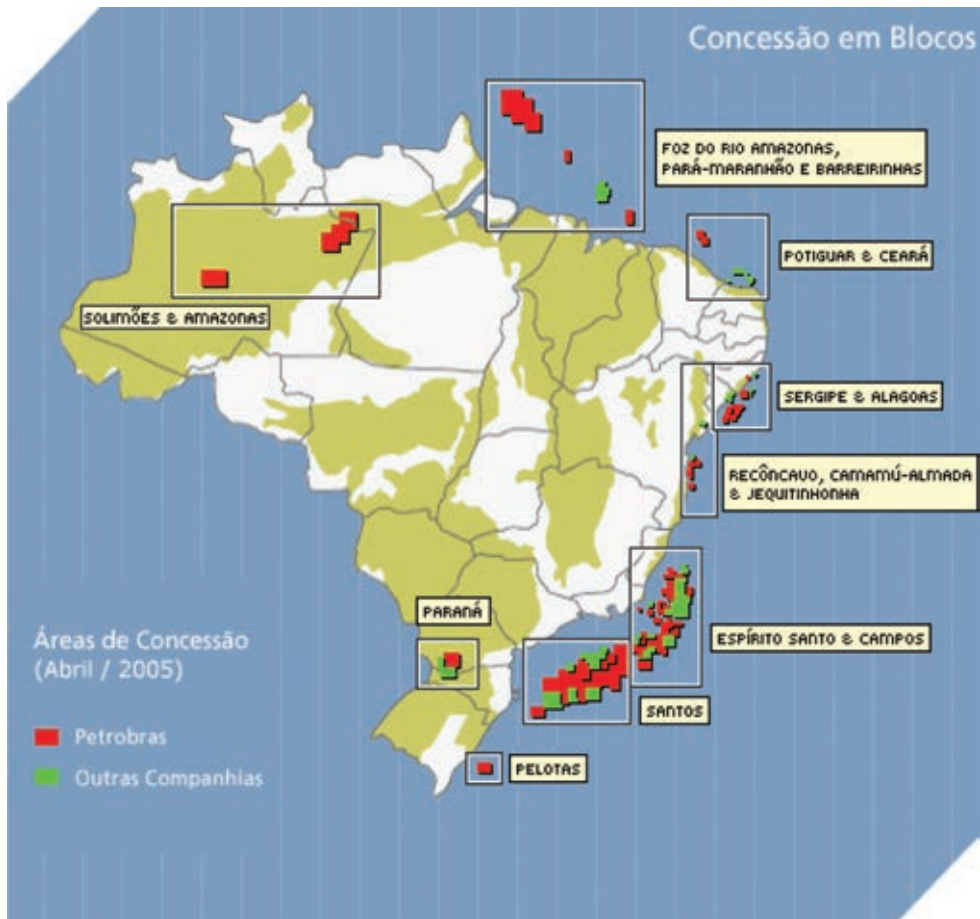 Concessão em Blocos
FOZ DO RIO AMAZONAS,
PARÁ-MARANHÃO E BARREIRINHAS
POTIGUAR & CEARÁ
SOLIMÕES & AMAZONAS
SERGIPE & ALAGOAS
RECÔNCAVO, CAMAMÚ-ALMADA
& JEQUITINHONHA
PARANÁ
ESPÍRITO SANTO & CAMPOS
SANTOS
PELOTAS
Áreas de Concessão
(Abril / 2005)
Petrobras
Outras Companhias